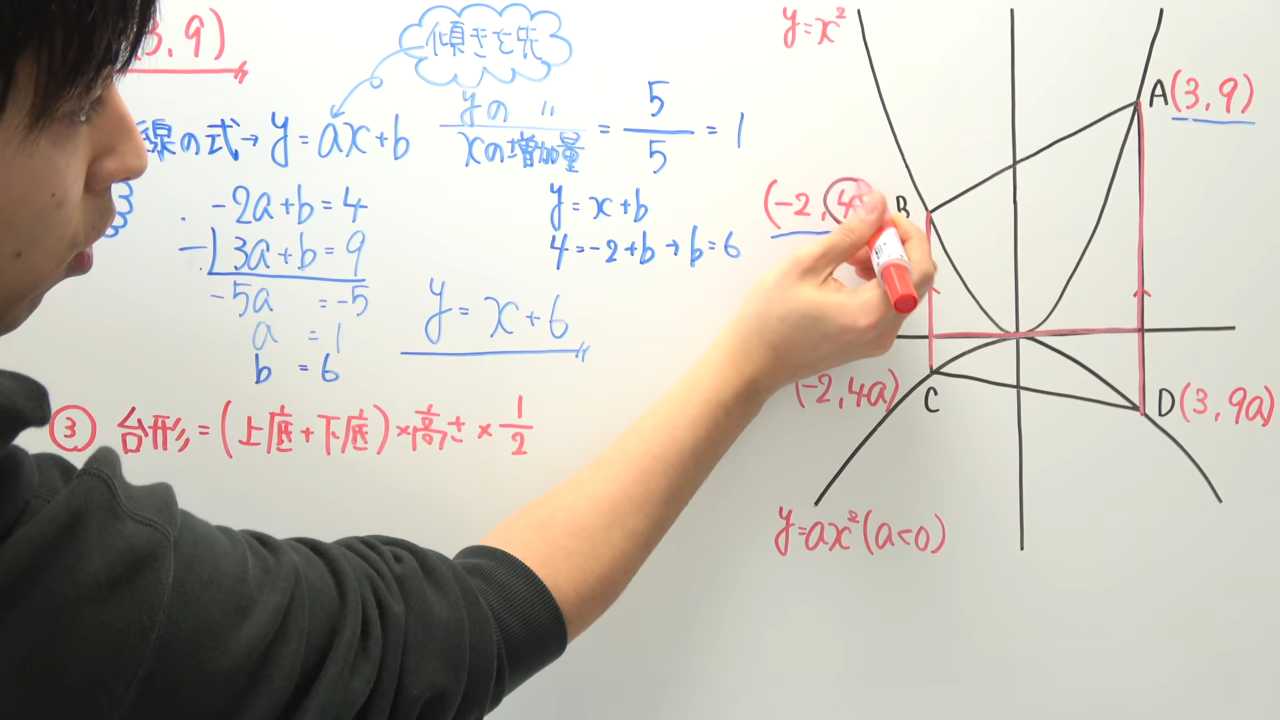 3, 9)
傾きを先
線の式→ y=ax+b
yの 〃 / xの増加量 = 5/5 = 1
-2a+b=4
-) 3a+b=9
-5a =-5
a =1
b =6
y=x+b
4=-2+b→b=6
y=x+6
③ 台形=(上底+下底)×高さ×1/2
y=x²
A(3,9)
(-2,4
B
(-2,4a) C
D(3,9a)
y=ax²(a<0)